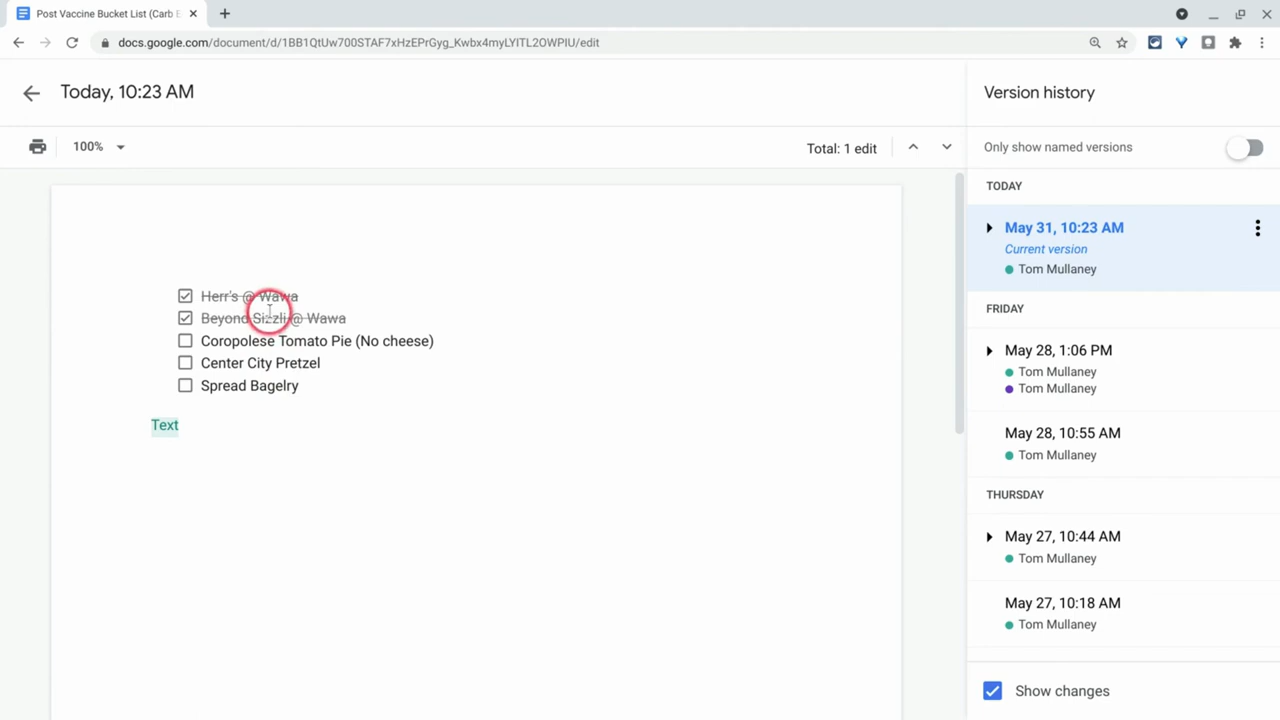 Post Vaccine Bucket List (Carb E
docs.google.com/document/d/1BB1QtUw700STAF7xHzEPrGyg_Kwbx4myLYITL2OWPIU/edit
Today, 10:23 AM
100%
Total: 1 edit
Herr's @ Wawa
Beyond Sizzli @ Wawa
Coropolese Tomato Pie (No cheese)
Center City Pretzel
Spread Bagelry
Text
Version history
Only show named versions
TODAY
May 31, 10:23 AM
Current version
Tom Mullaney
FRIDAY
May 28, 1:06 PM
Tom Mullaney
Tom Mullaney
May 28, 10:55 AM
Tom Mullaney
THURSDAY
May 27, 10:44 AM
Tom Mullaney
May 27, 10:18 AM
Tom Mullaney
Show changes